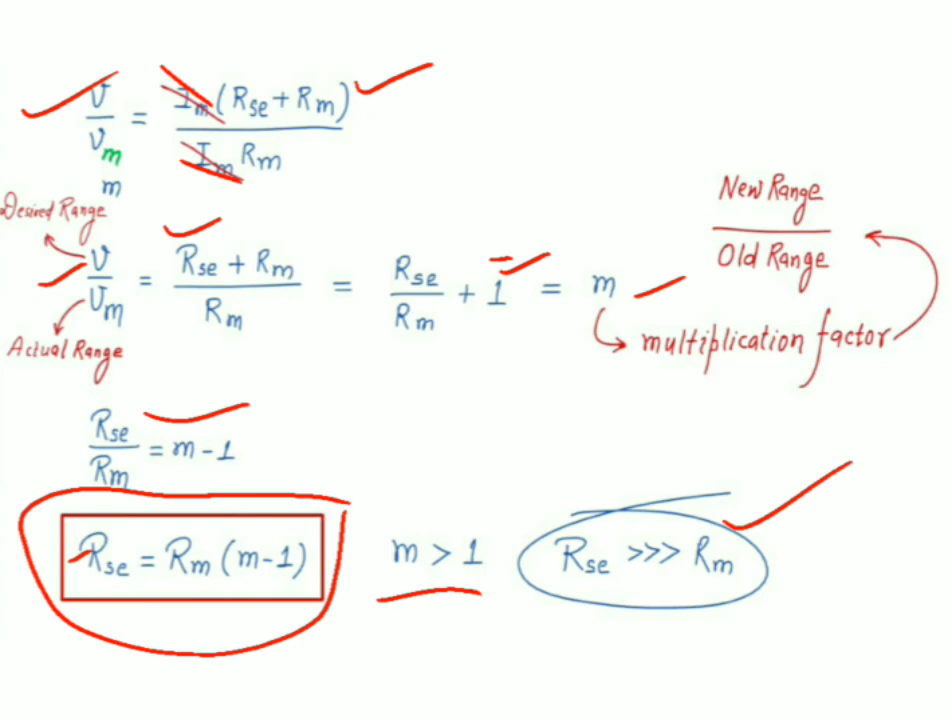 V/Vm = Im (Rse + Rm) / Im Rm
m
Desired Range
New Range / Old Range
V/Vm = Rse + Rm / Rm = Rse/Rm + 1 = m
multiplication factor
Actual Range
Rse/Rm = m - 1
Rse = Rm (m-1) m > 1 Rse >>> Rm